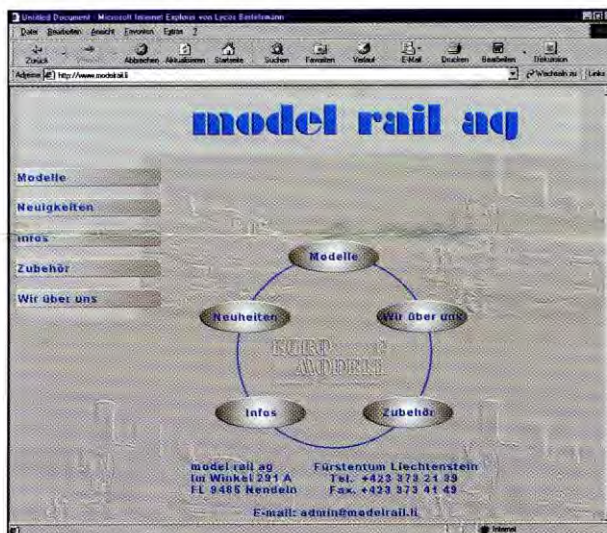 Untitled Document - Microsoft Internet Explorer von Lycos Bertelsmann
Datei Bearbeiten Ansicht Favoriten Extras ?
Zurück Abbrechen Aktualisieren Startseite Suchen Favoriten Verlauf E-Mail Drucken Bearbeiten Diskussion
Adresse http://www.modelrail.li Wechseln zu Links
model rail ag
Modelle
Neuigkeiten
Infos
Zubehör
Wir über uns
Modelle
Neuheiten
Wir über uns
EURO
MODELL
Infos
Zubehör
model rail ag Fürstentum Liechtenstein
Im Winkel 291 A Tel. +423 373 21 39
FL 9485 Nendeln Fax. +423 373 41 49
E-mail: admin@modelrail.li
Internet